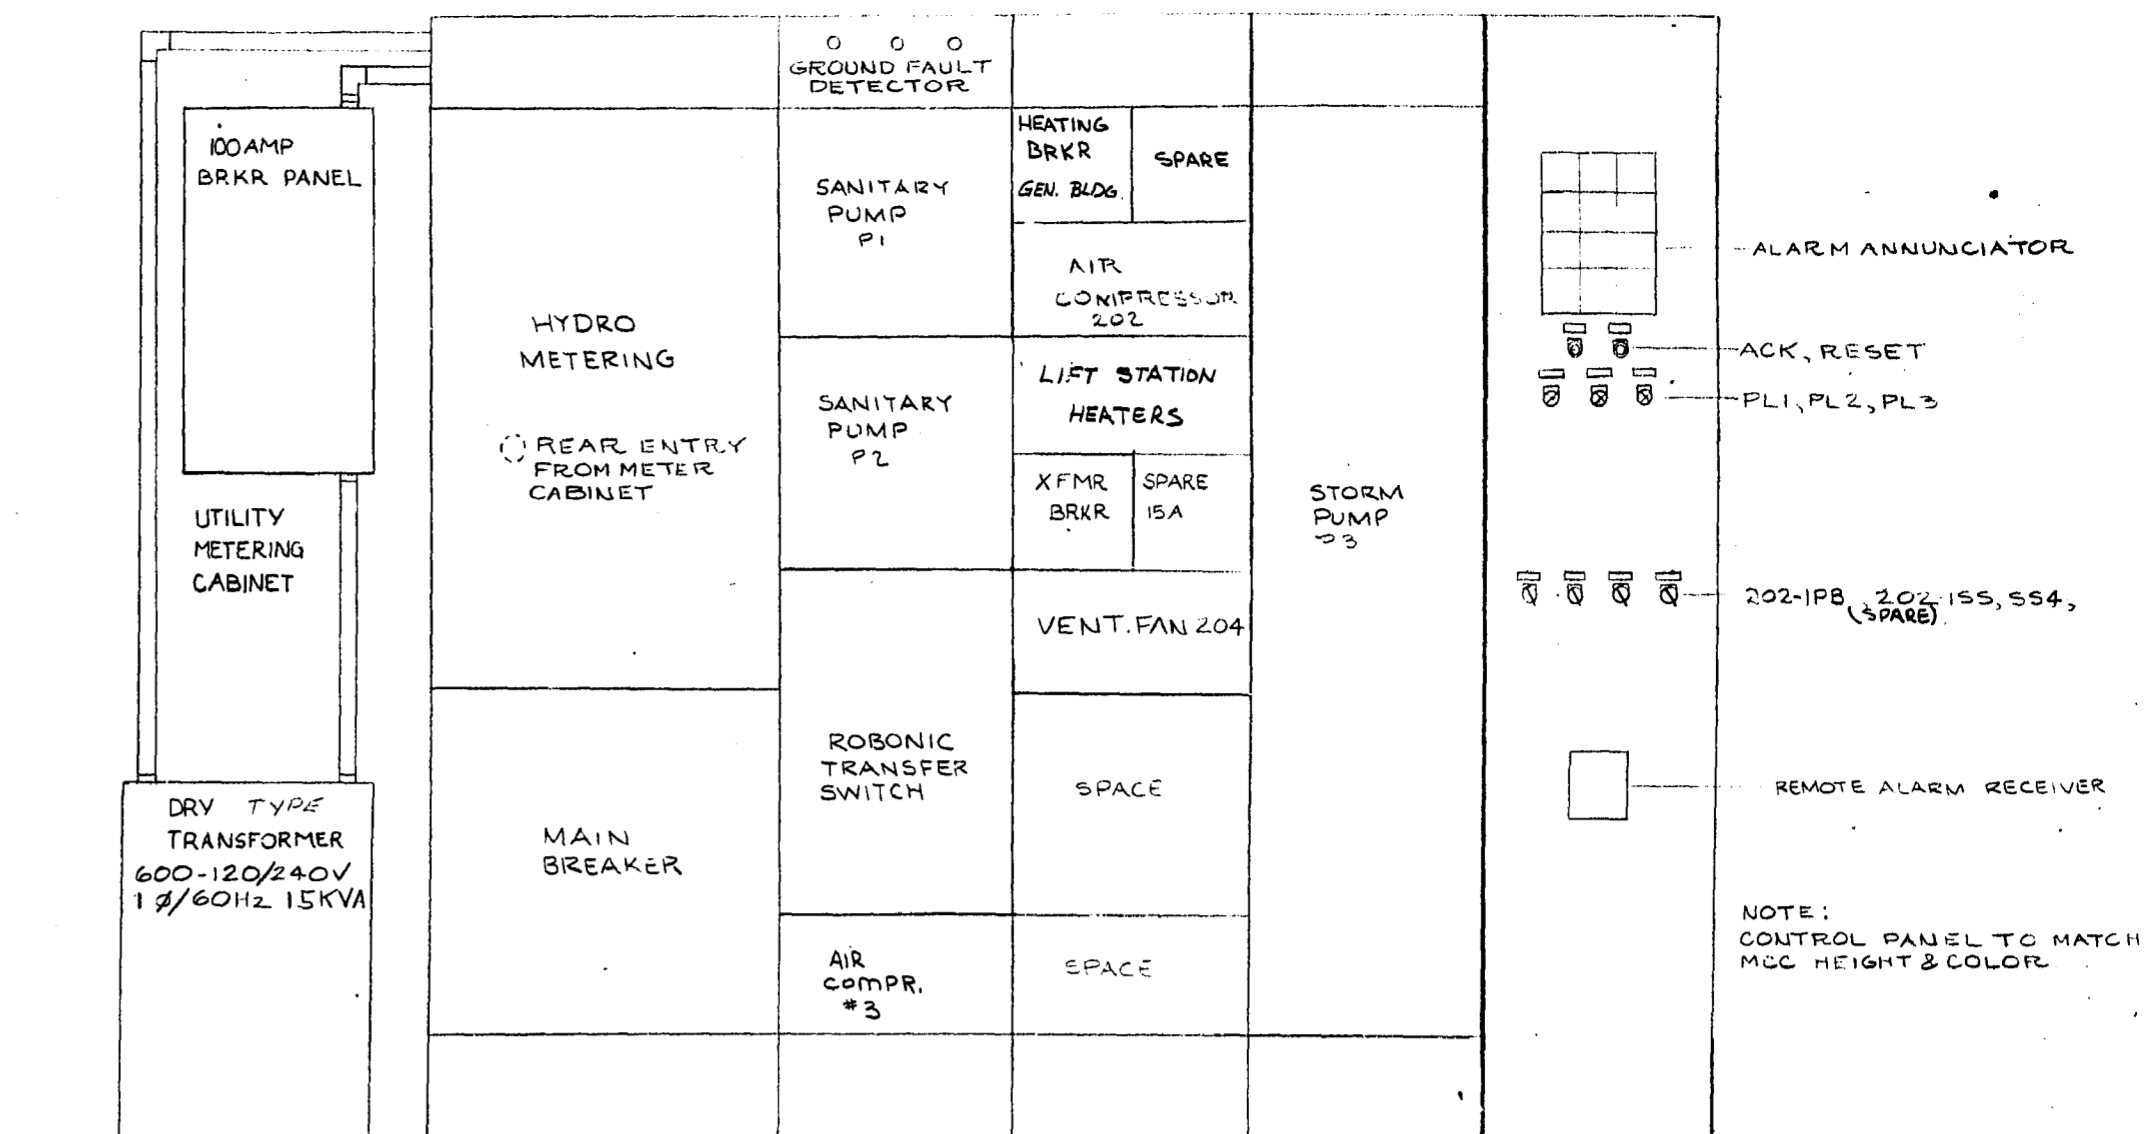 GROUND FAULT
DETECTOR
100 AMP
BRKR PANEL
UTILITY
METERING
CABINET
DRY TYPE
TRANSFORMER
600-120/240V
1 Ø/60Hz 15KVA
HYDRO
METERING
REAR ENTRY
FROM METER
CABINET
MAIN
BREAKER
SANITARY
PUMP
P1
SANITARY
PUMP
P2
ROBONIC
TRANSFER
SWITCH
AIR
COMPR.
#3
HEATING
BRKR
GEN. BLDG.
SPARE
AIR
COMPRESSOR
202
LIFT STATION
HEATERS
XFMR
BRKR
SPARE
15A
VENT. FAN 204
SPACE
SPACE
STORM
PUMP
P3
ALARM ANNUNCIATOR
ACK, RESET
PL1, PL2, PL3
202-1PB, 202-1SS, SS4,
(SPARE)
REMOTE ALARM RECEIVER
NOTE:
CONTROL PANEL TO MATCH
MCC HEIGHT & COLOR